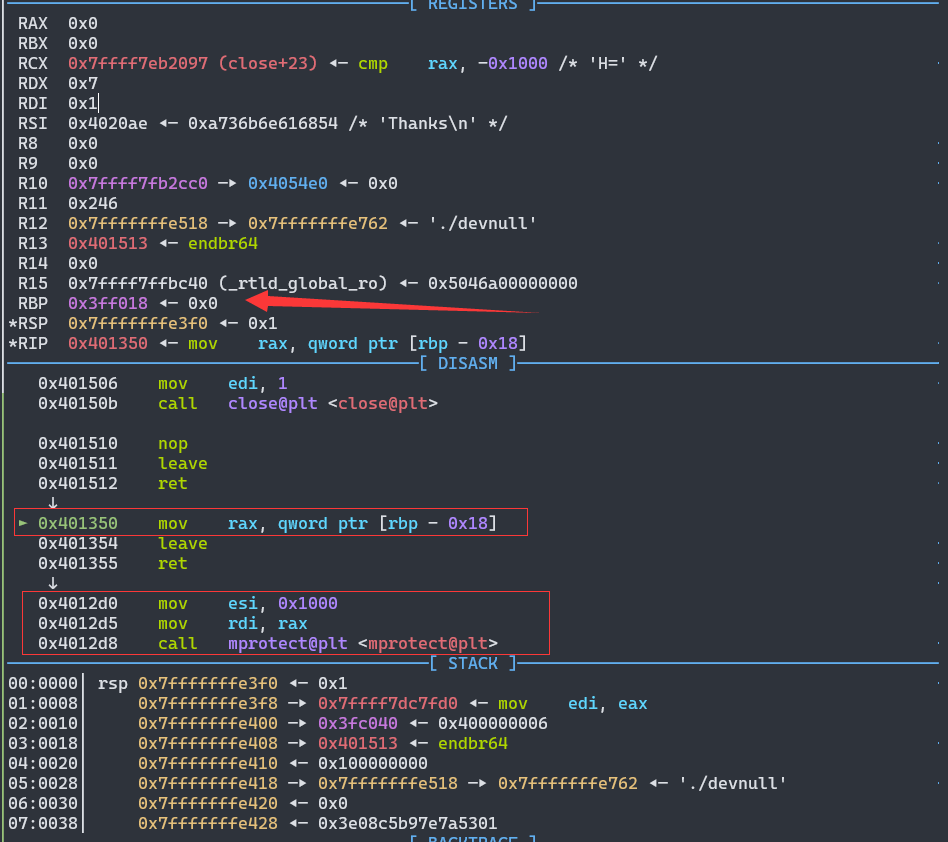 [ REGISTERS ]
RAX 0x0
RBX 0x0
RCX 0x7ffff7eb2097 (close+23) ◂— cmp    rax, -0x1000 /* 'H=' */
RDX 0x7
RDI 0x1
RSI 0x4020ae ◂— 0xa736b6e616854 /* 'Thanks\n' */
R8 0x0
R9 0x0
R10 0x7ffff7fb2cc0 —▸ 0x4054e0 ◂— 0x0
R11 0x246
R12 0x7fffffffe518 —▸ 0x7fffffffe762 ◂— './devnull'
R13 0x401513 ◂— endbr64
R14 0x0
R15 0x7ffff7ffbc40 (_rtld_global_ro) ◂— 0x5046a00000000
RBP 0x3ff018 ◂— 0x0
*RSP 0x7fffffffe3f0 ◂— 0x1
*RIP 0x401350 ◂— mov    rax, qword ptr [rbp - 0x18]
[ DISASM ]
0x401506 mov edi, 1
0x40150b call close@plt <close@plt>
0x401510 nop
0x401511 leave
0x401512 ret
↓
► 0x401350 mov rax, qword ptr [rbp - 0x18]
0x401354 leave
0x401355 ret
↓
0x4012d0 mov esi, 0x1000
0x4012d5 mov rdi, rax
0x4012d8 call mprotect@plt <mprotect@plt>
[ STACK ]
00:0000│ rsp 0x7fffffffe3f0 ◂— 0x1
01:0008│ 0x7fffffffe3f8 —▸ 0x7ffff7dc7fd0 ◂— mov    edi, eax
02:0010│ 0x7fffffffe400 —▸ 0x3fc040 ◂— 0x400000006
03:0018│ 0x7fffffffe408 —▸ 0x401513 ◂— endbr64
04:0020│ 0x7fffffffe410 ◂— 0x100000000
05:0028│ 0x7fffffffe418 —▸ 0x7fffffffe518 —▸ 0x7fffffffe762 ◂— './devnull'
06:0030│ 0x7fffffffe420 ◂— 0x0
07:0038│ 0x7fffffffe428 ◂— 0x3e08c5b97e7a5301
[ BACKTRACE ]